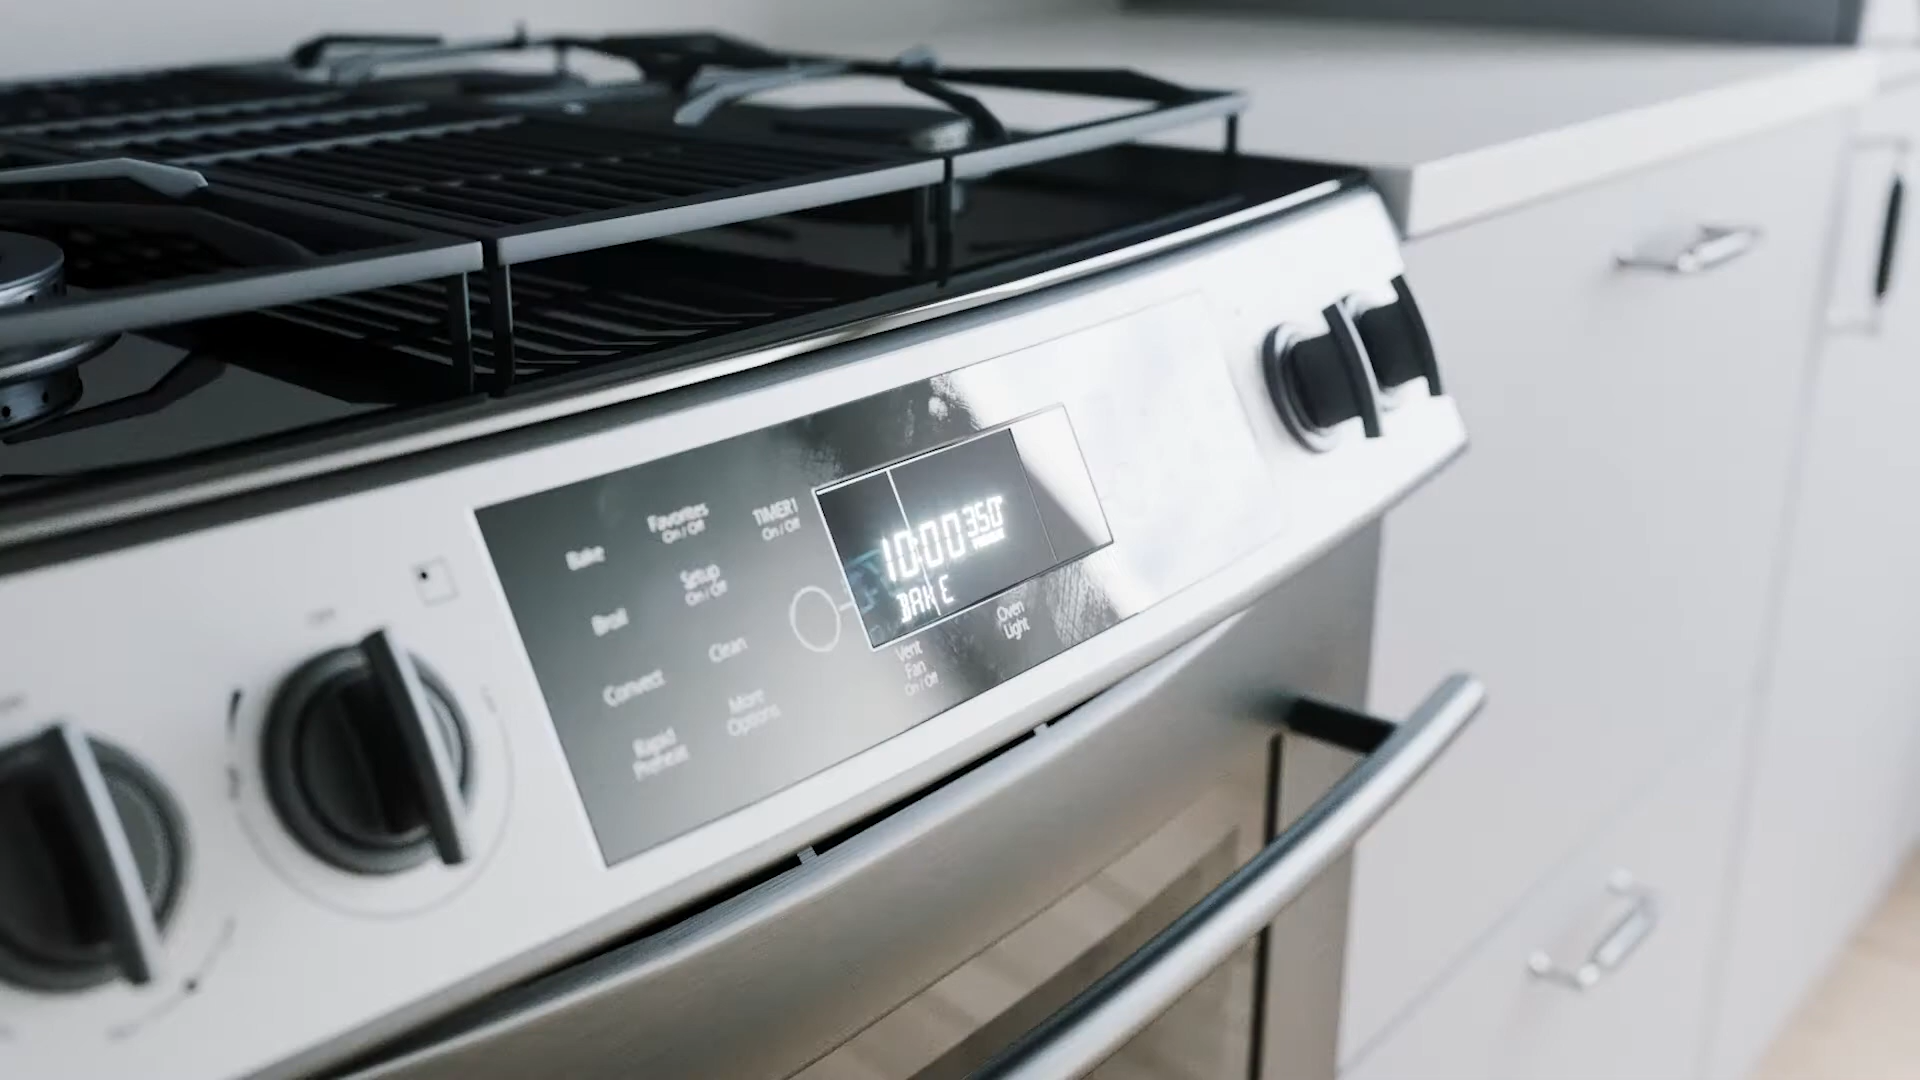 Bake
Favorites
On / Off
TIMER1
On / Off
Broil
Setup
On / Off
Convect
Clean
Rapid
Preheat
More
Options
10:00 350°
BAKE
Vent
Fan
On / Off
Oven
Light